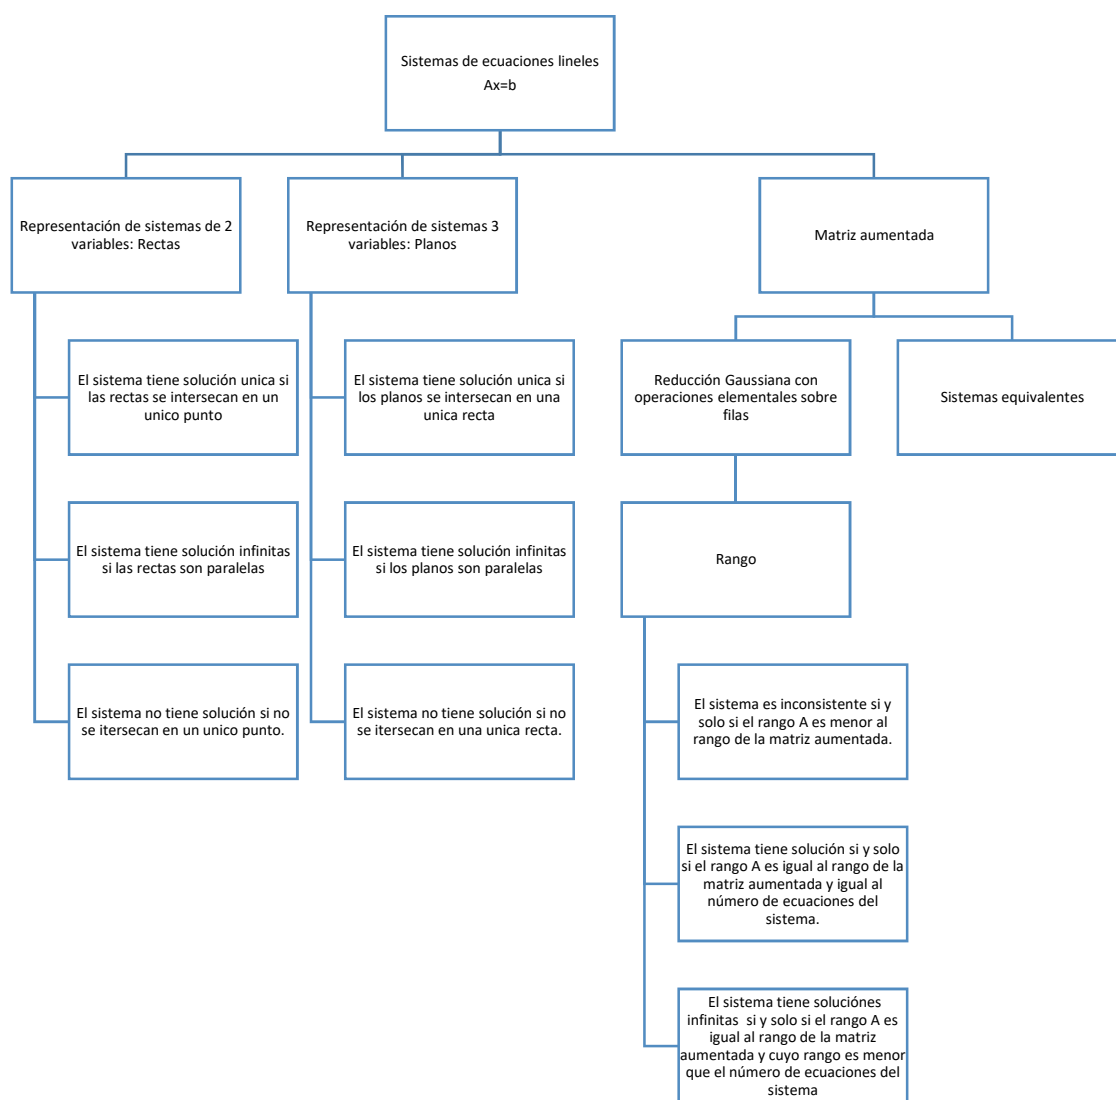 Sistemas de ecuaciones lineles
Ax=b
Representación de sistemas de 2
variables: Rectas
El sistema tiene solución unica si
las rectas se intersecan en un
unico punto
El sistema tiene solución infinitas
si las rectas son paralelas
El sistema no tiene solución si no
se itersecan en un unico punto.
Representación de sistemas 3
variables: Planos
El sistema tiene solución unica si
los planos se intersecan en una
unica recta
El sistema tiene solución infinitas
si los planos son paralelas
El sistema no tiene solución si no
se itersecan en una unica recta.
Matriz aumentada
Reducción Gaussiana con
operaciones elementales sobre
filas
Rango
El sistema es inconsistente si y
solo si el rango A es menor al
rango de la matriz aumentada.
El sistema tiene solución si y solo
si el rango A es igual al rango de la
matriz aumentada y igual al
número de ecuaciones del
sistema.
El sistema tiene soluciónes
infinitas si y solo si el rango A es
igual al rango de la matriz
aumentada y cuyo rango es menor
que el número de ecuaciones del
sistema
Sistemas equivalentes